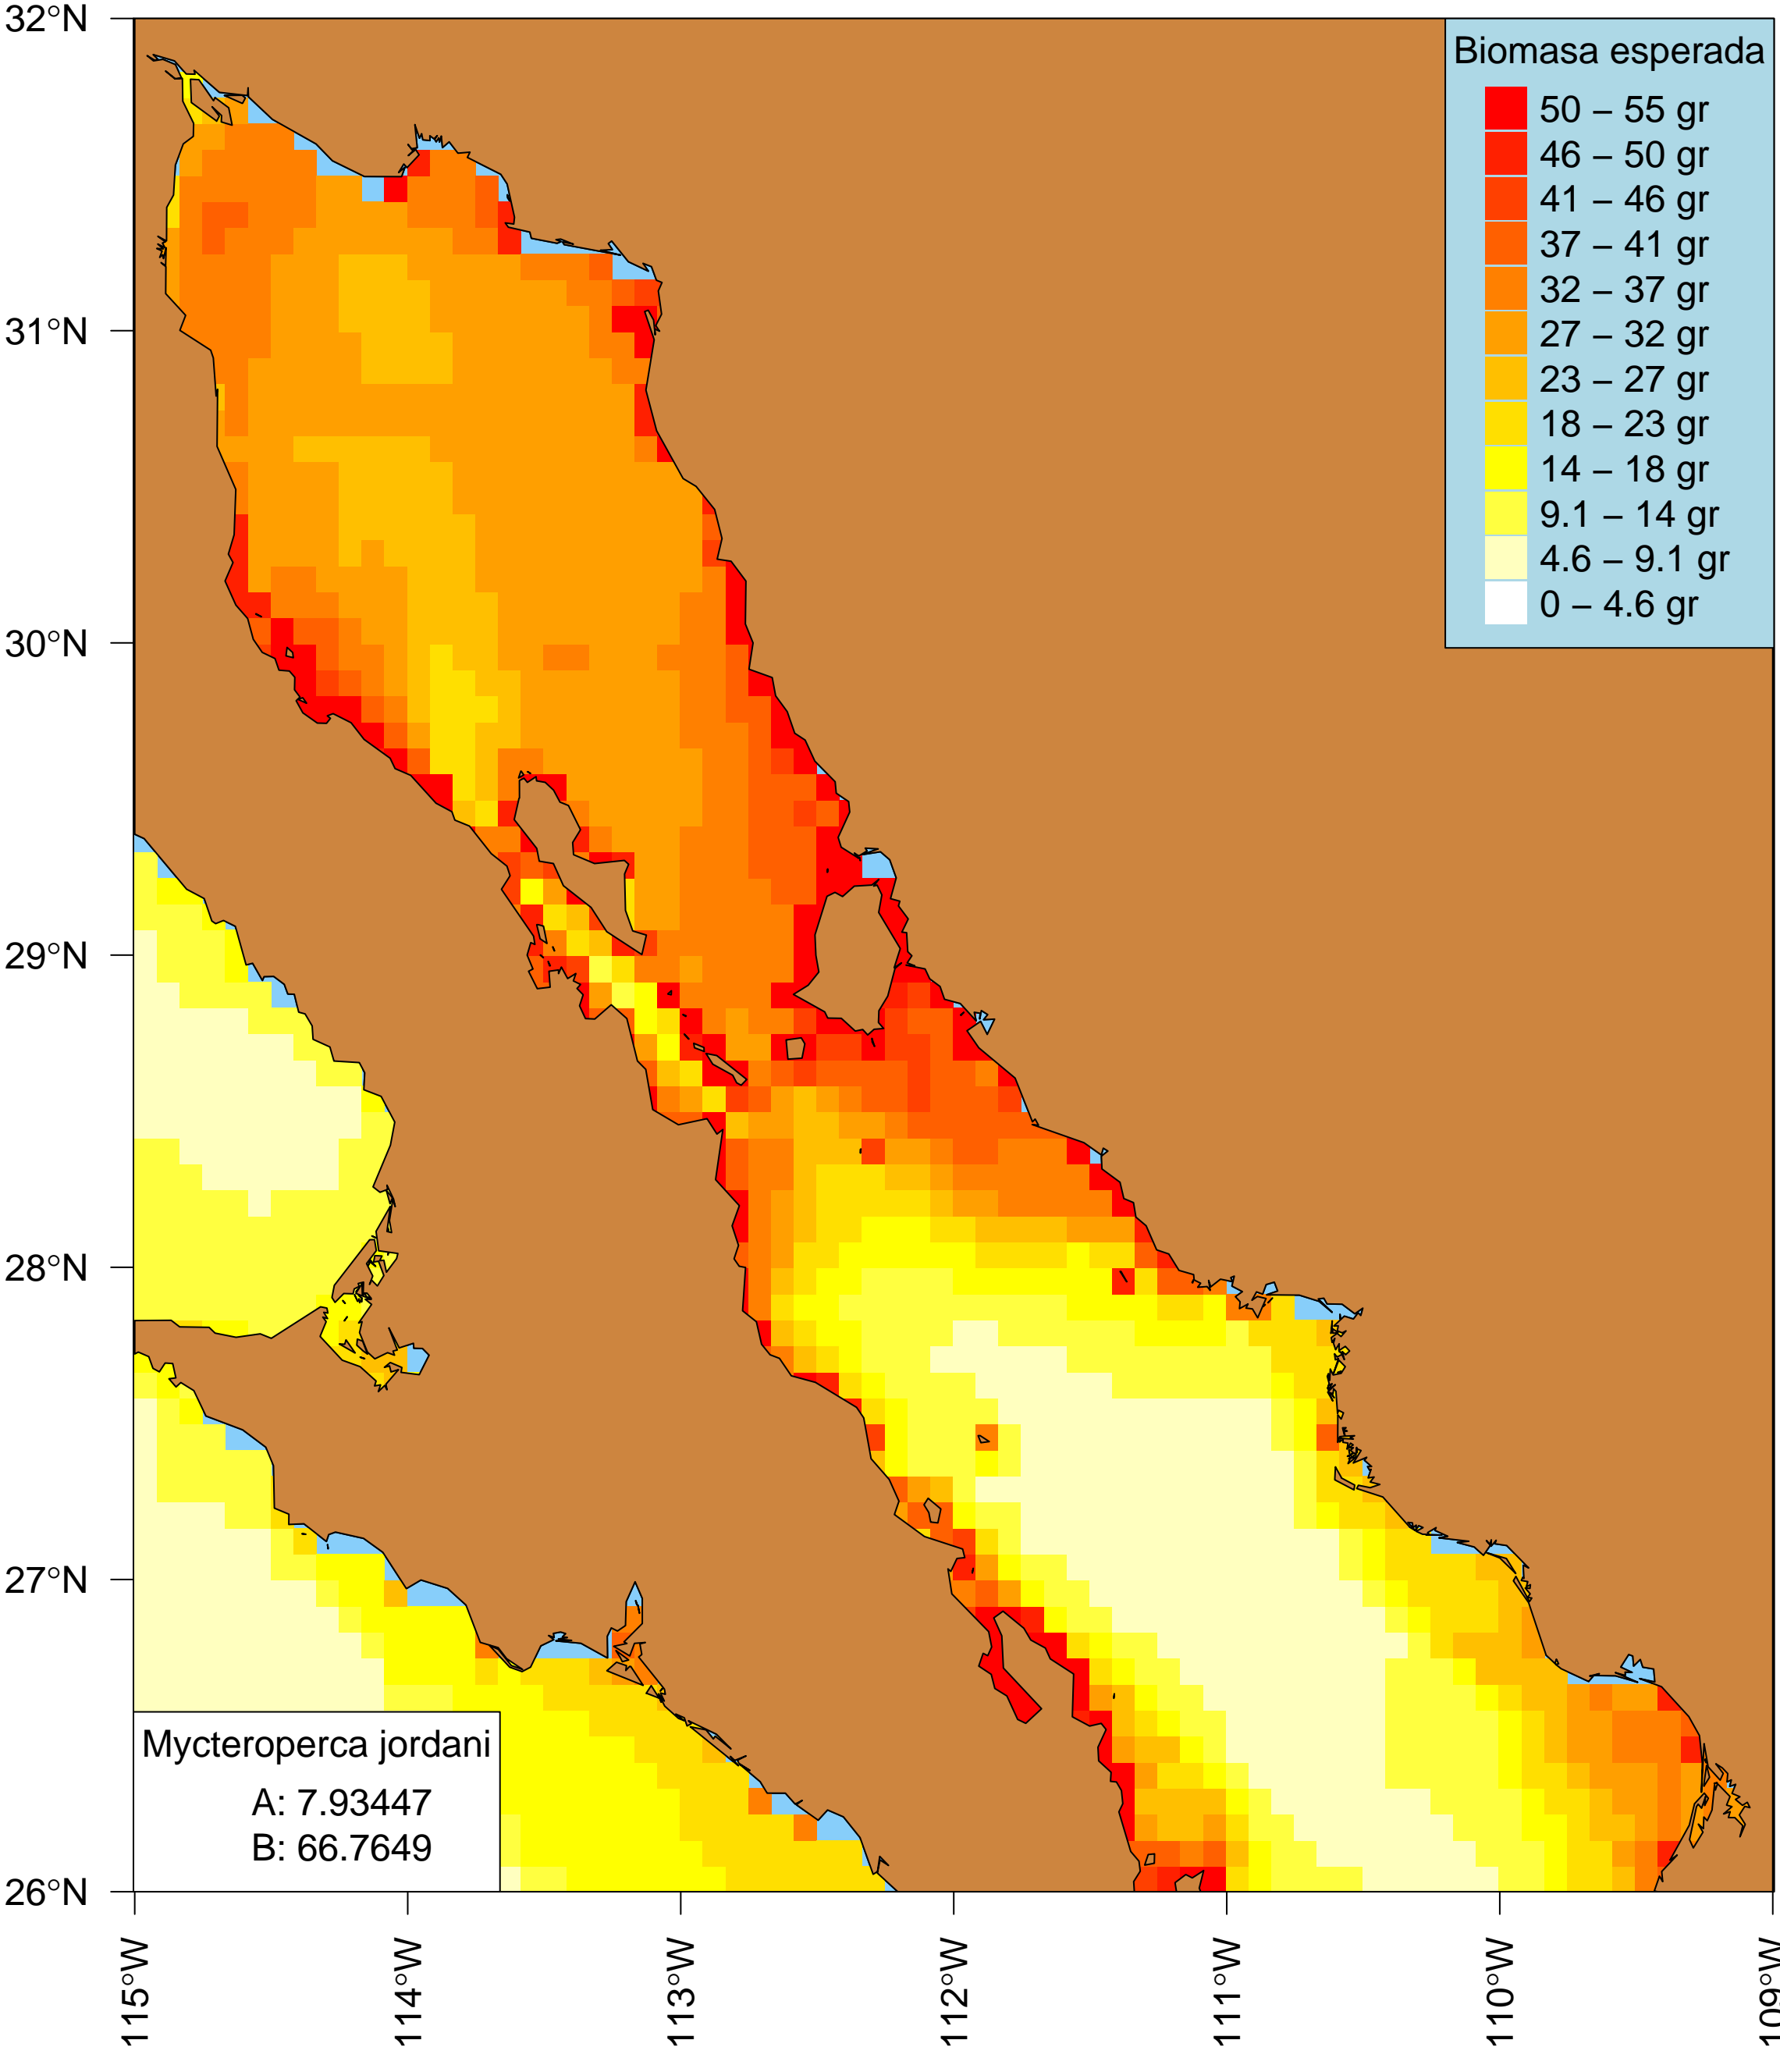 32°N
31°N
30°N
29°N
28°N
27°N
26°N
Biomasa esperada
50 – 55 gr
46 – 50 gr
41 – 46 gr
37 – 41 gr
32 – 37 gr
27 – 32 gr
23 – 27 gr
18 – 23 gr
14 – 18 gr
9.1 – 14 gr
4.6 – 9.1 gr
0 – 4.6 gr
Mycteroperca jordani
A: 7.93447
B: 66.7649
115°W
114°W
113°W
112°W
111°W
110°W
109°W